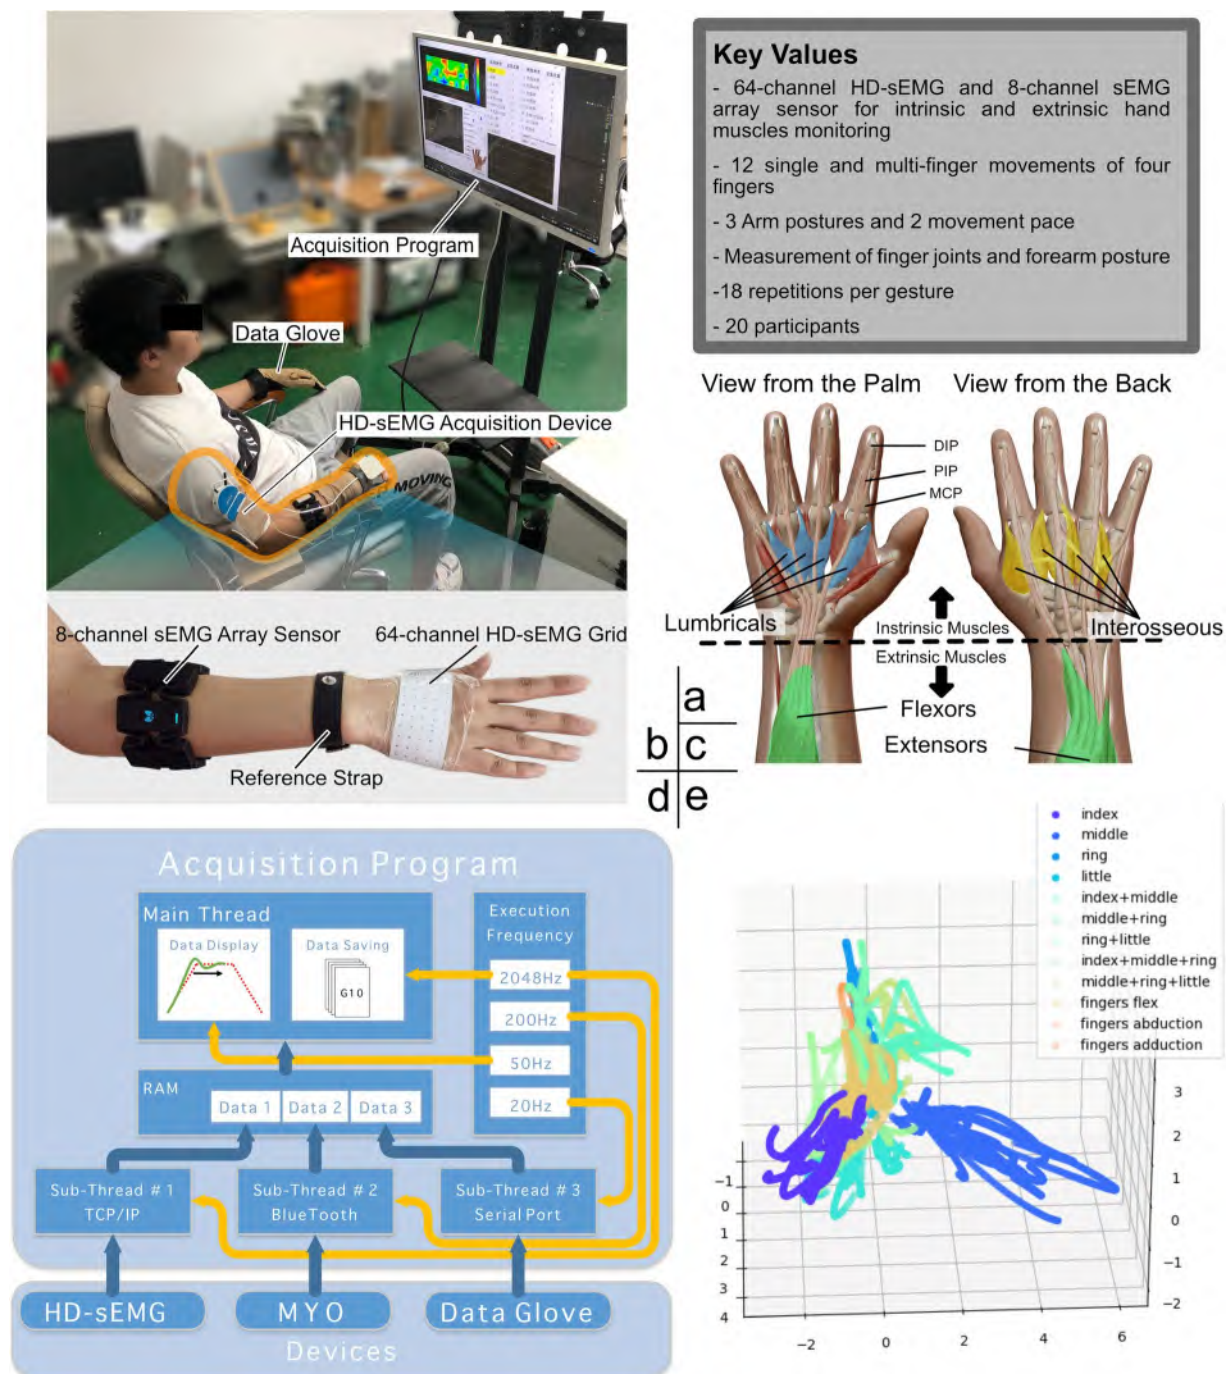 Acquisition Program
Data Glove
HD-sEMG Acquisition Device
MOVING
8-channel sEMG Array Sensor
64-channel HD-sEMG Grid
Reference Strap
Key Values
- 64-channel HD-sEMG and 8-channel sEMG
array sensor for intrinsic and extrinsic hand
muscles monitoring
- 12 single and multi-finger movements of four
fingers
- 3 Arm postures and 2 movement pace
- Measurement of finger joints and forearm posture
-18 repetitions per gesture
- 20 participants
View from the Palm
View from the Back
DIP
PIP
MCP
Lumbricals
Instrinsic Muscles
Interosseous
Extrinsic Muscles
Flexors
Extensors
a
b c
d e
Acquisition Program
Main Thread
Data Display
Data Saving
G10
Execution
Frequency
2048Hz
200Hz
50Hz
20Hz
RAM
Data 1
Data 2
Data 3
Sub-Thread # 1
TCP/IP
Sub-Thread # 2
BlueTooth
Sub-Thread # 3
Serial Port
HD-sEMG
MYO
Data Glove
Devices
index
middle
ring
little
index+middle
middle+ring
ring+little
index+middle+ring
middle+ring+little
fingers flex
fingers abduction
fingers adduction
3
2
1
0
−1
−2
−1
0
1
2
3
4
−2
0
2
4
6